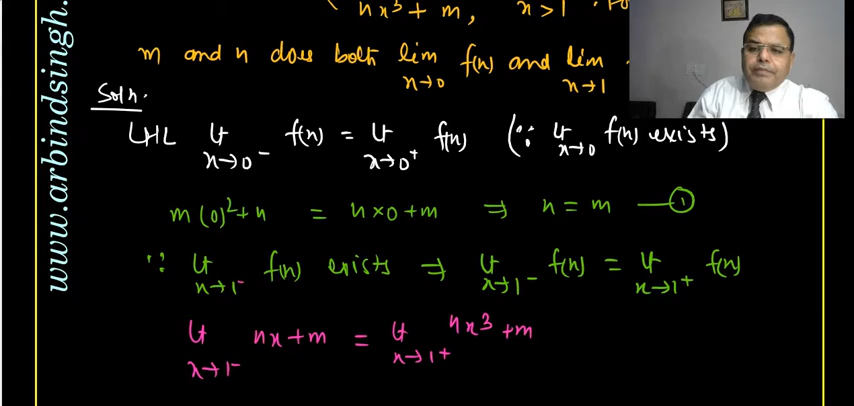 nx³ + m, x > 1
m and n does both lim x→0 f(x) and lim x→1
Soln.
LHL Lt x→0⁻ f(x) = Lt x→0⁺ f(x) (∵ Lt x→0 f(x) exists)
m(0)²+n = n×0+m ⇒ n = m —①
∵ Lt x→1⁻ f(x) exists ⇒ Lt x→1⁻ f(x) = Lt x→1⁺ f(x)
Lt x→1⁻ nx+m = Lt x→1⁺ nx³+m
www.arbindsingh.